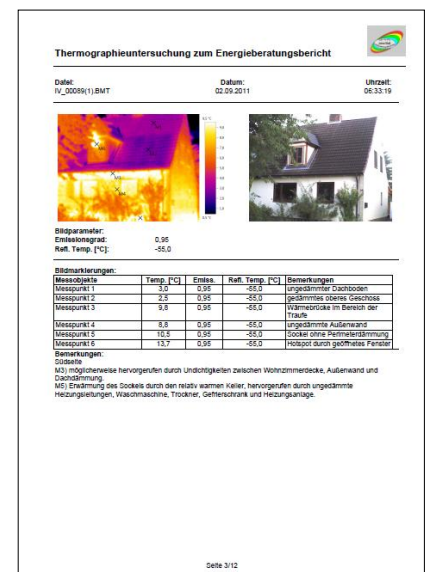 Thermographieuntersuchung zum Energieberatungsbericht
Datei: Datum: Uhrzeit:
IV_00089(1).BMT 02.09.2011 06:33:19
M3
M4
Bildparameter:
Emissionsgrad: 0,95
Refl. Temp. [°C]: -55,0
Bildmarkierungen:
Messobjekte Temp. [°C] Emiss. Refl. Temp. [°C] Bemerkungen
Messpunkt 1 3,0 0,95 -55,0 ungedämmter Dachboden
Messpunkt 2 2,5 0,95 -55,0 gedämmtes oberes Geschoss
Messpunkt 3 9,8 0,95 -55,0 Wärmebrücke im Bereich der
Traufe
Messpunkt 4 8,8 0,95 -55,0 ungedämmte Außenwand
Messpunkt 5 10,5 0,95 -55,0 Sockel ohne Perimeterdämmung
Messpunkt 6 13,7 0,95 -55,0 Hotspot durch geöffnetes Fenster
Bemerkungen:
Südseite
M3) möglicherweise hervorgerufen durch Undichtigkeiten zwischen Wohnzimmerdecke, Außenwand und
Dachdämmung.
M5) Erwärmung des Sockels durch den relativ warmen Keller, hervorgerufen durch ungedämmte
Heizungsleitungen, Waschmaschine, Trockner, Gefrierschrank und Heizungsanlage.
Seite 3/12